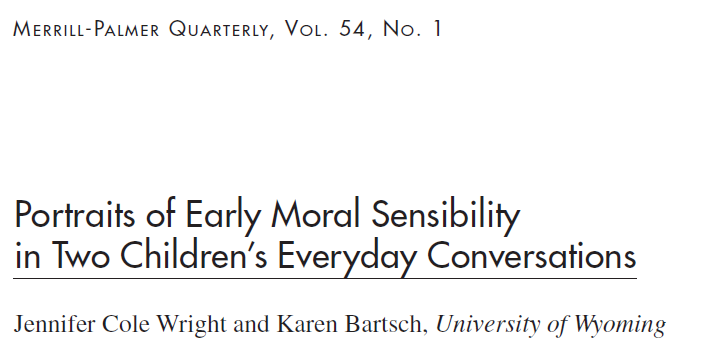 MERRILL-PALMER QUARTERLY, VOL. 54, NO. 1
Portraits of Early Moral Sensibility
in Two Children’s Everyday Conversations
Jennifer Cole Wright and Karen Bartsch, University of Wyoming